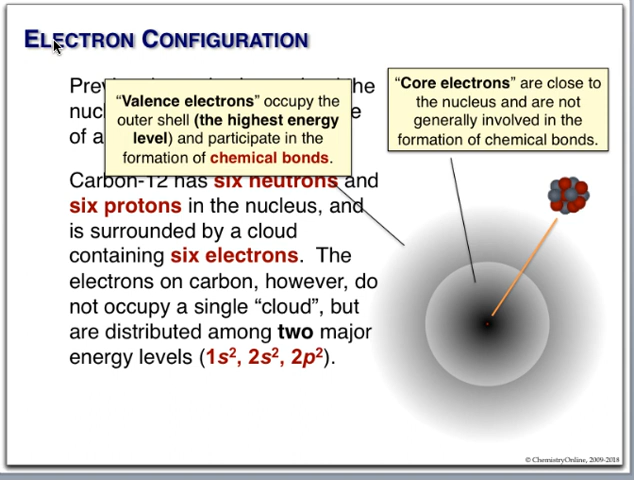 ELECTRON CONFIGURATION
"Valence electrons" occupy the
outer shell (the highest energy
level) and participate in the
formation of chemical bonds.
"Core electrons" are close to
the nucleus and are not
generally involved in the
formation of chemical bonds.
the
of a
Carbon-12 has six neutrons and
six protons in the nucleus, and
is surrounded by a cloud
containing six electrons. The
electrons on carbon, however, do
not occupy a single "cloud", but
are distributed among two major
energy levels (1s², 2s², 2p²).
© ChemistryOnline, 2009-2018